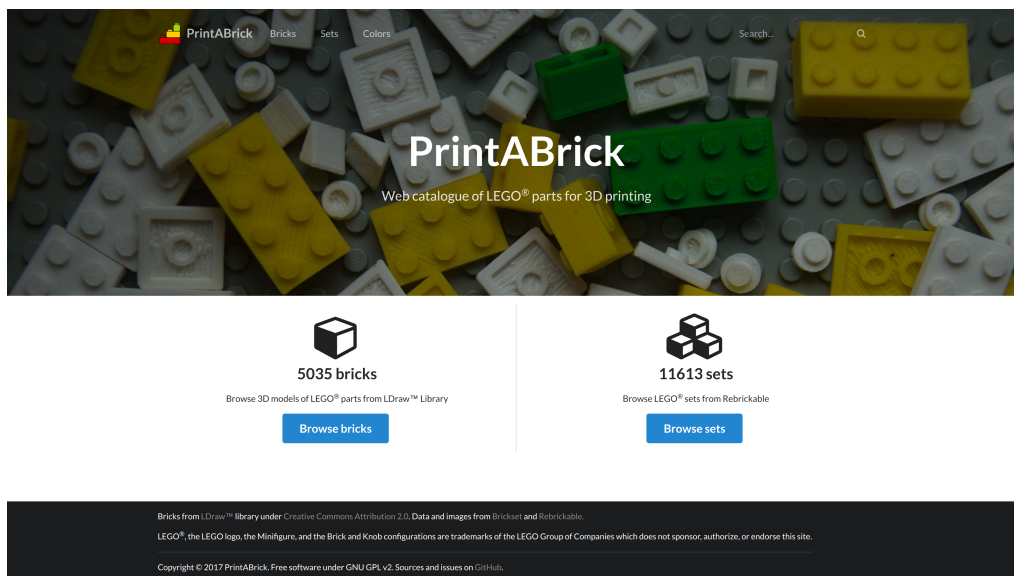 PrintABrick Bricks Sets Colors Search...
PrintABrick
Web catalogue of LEGO® parts for 3D printing
5035 bricks
Browse 3D models of LEGO® parts from LDraw™ Library
Browse bricks
11613 sets
Browse LEGO® sets from Rebrickable
Browse sets
Bricks from LDraw™ library under Creative Commons Attribution 2.0. Data and images from Brickset and Rebrickable.
LEGO®, the LEGO logo, the Minifigure, and the Brick and Knob configurations are trademarks of the LEGO Group of Companies which does not sponsor, authorize, or endorse this site.
Copyright © 2017 PrintABrick. Free software under GNU GPL v2. Sources and issues on GitHub.